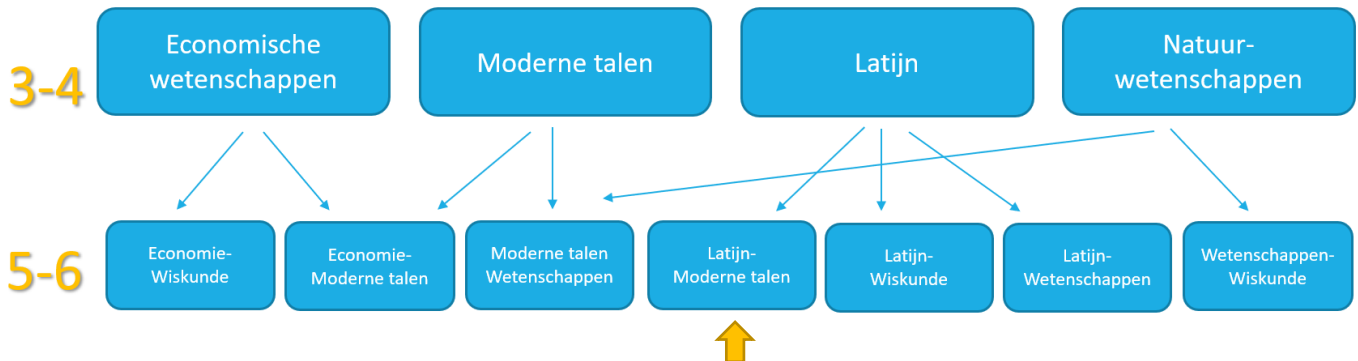 3-4
Economische
wetenschappen
Moderne talen
Latijn
Natuur-
wetenschappen
5-6
Economie-
Wiskunde
Economie-
Moderne talen
Moderne talen
Wetenschappen
Latijn-
Moderne talen
Latijn-
Wiskunde
Latijn-
Wetenschappen
Wetenschappen-
Wiskunde